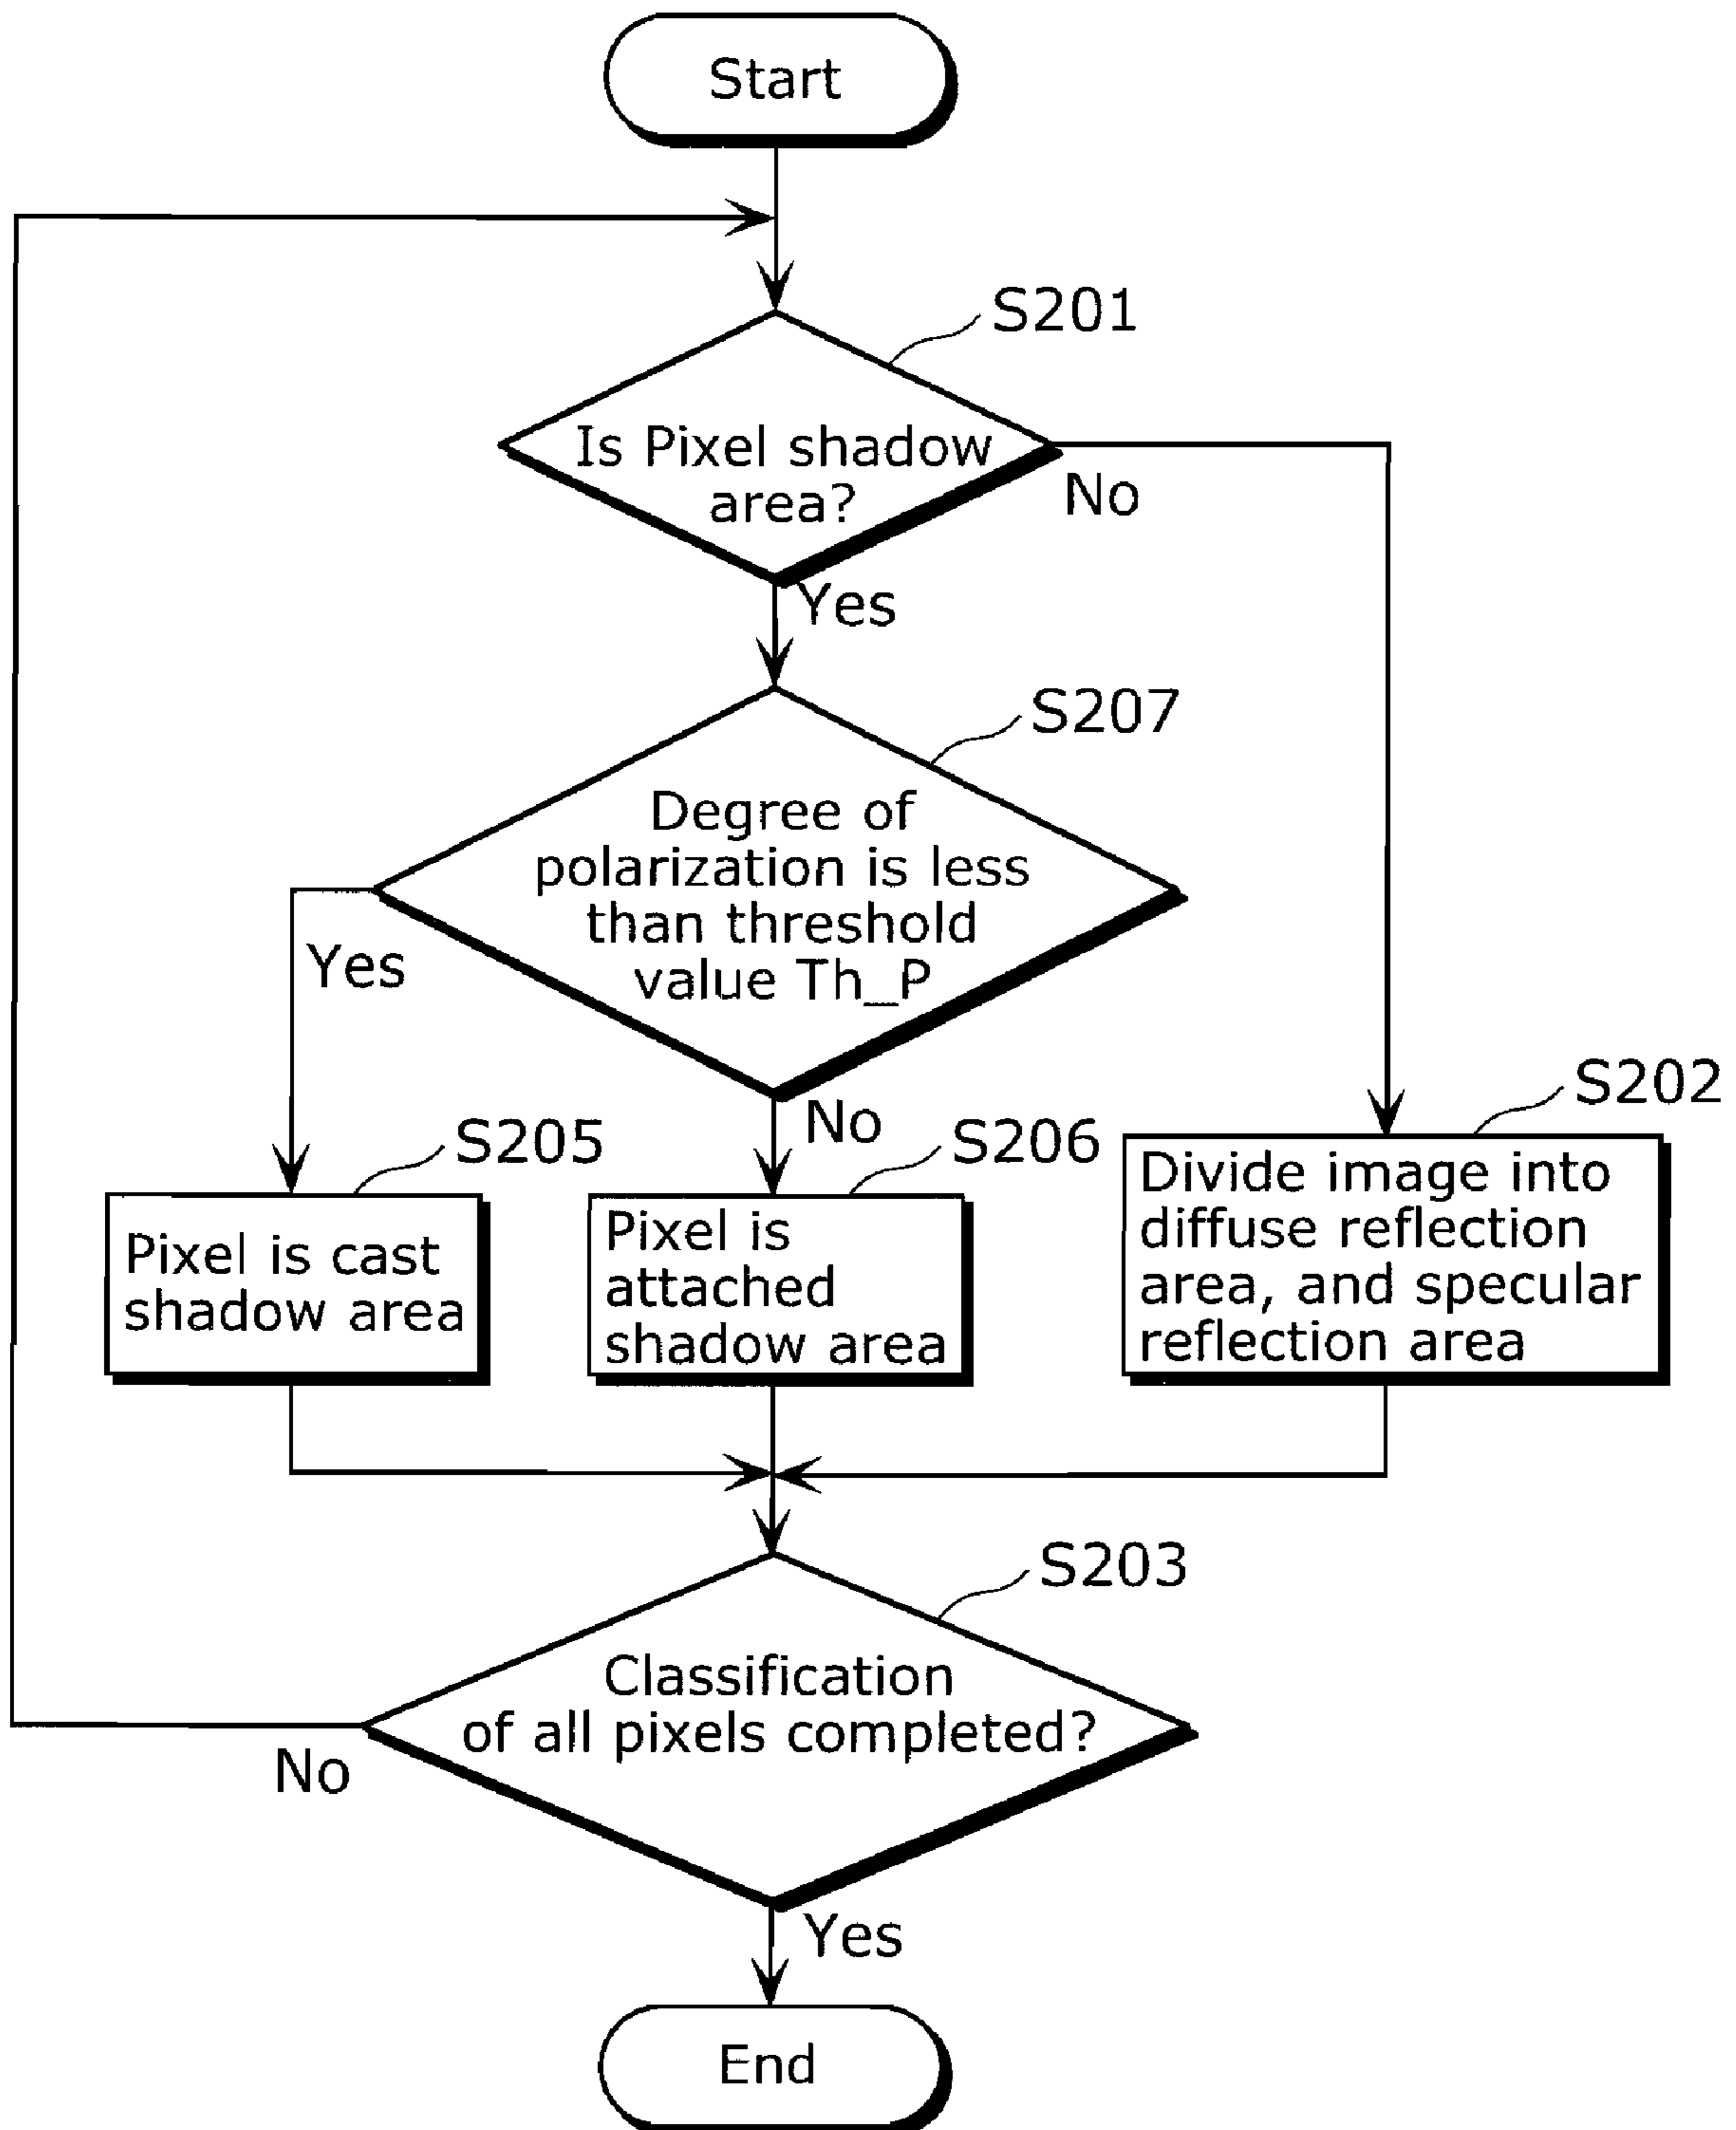 Start
S201
Is Pixel shadow
area?
No
Yes
S207
Degree of
polarization is less
than threshold
value Th_P
Yes
No
S205
Pixel is cast
shadow area
S206
Pixel is
attached
shadow area
S202
Divide image into
diffuse reflection
area, and specular
reflection area
S203
Classification
of all pixels completed?
No
Yes
End